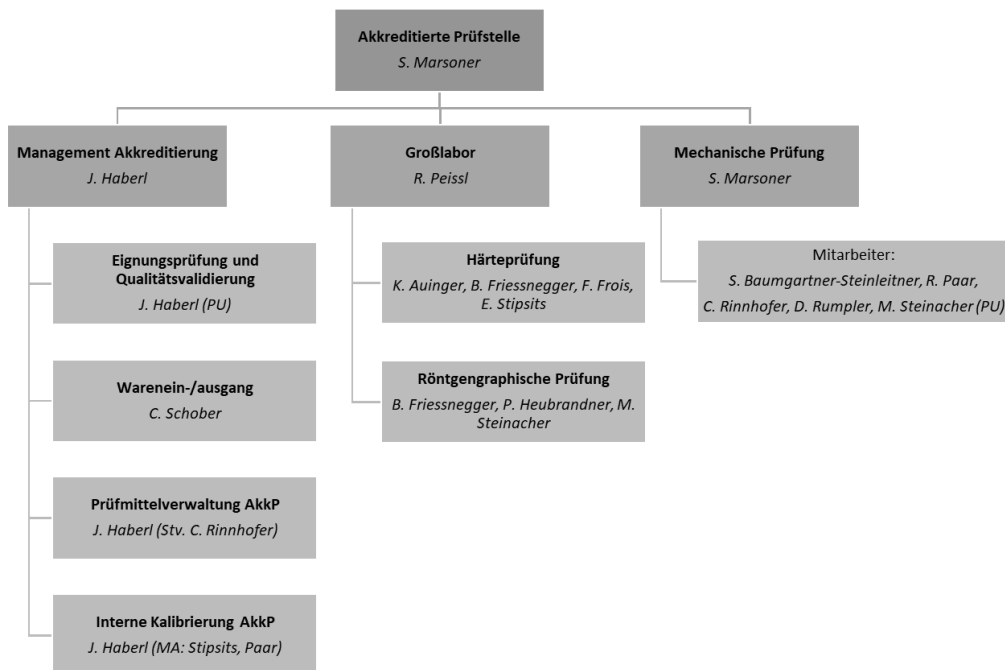 Akkreditierte Prüfstelle
S. Marsoner
Management Akkreditierung
J. Haberl
Großlabor
R. Peissl
Mechanische Prüfung
S. Marsoner
Eignungsprüfung und
Qualitätsvalidierung
J. Haberl (PU)
Warenein-/ausgang
C. Schober
Prüfmittelverwaltung AkkP
J. Haberl (Stv. C. Rinnhofer)
Interne Kalibrierung AkkP
J. Haberl (MA: Stipsits, Paar)
Härteprüfung
K. Auinger, B. Friessnegger, F. Frois,
E. Stipsits
Röntgengraphische Prüfung
B. Friessnegger, P. Heubrandner, M.
Steinacher
Mitarbeiter:
S. Baumgartner-Steinleitner, R. Paar,
C. Rinnhofer, D. Rumpler, M. Steinacher (PU)